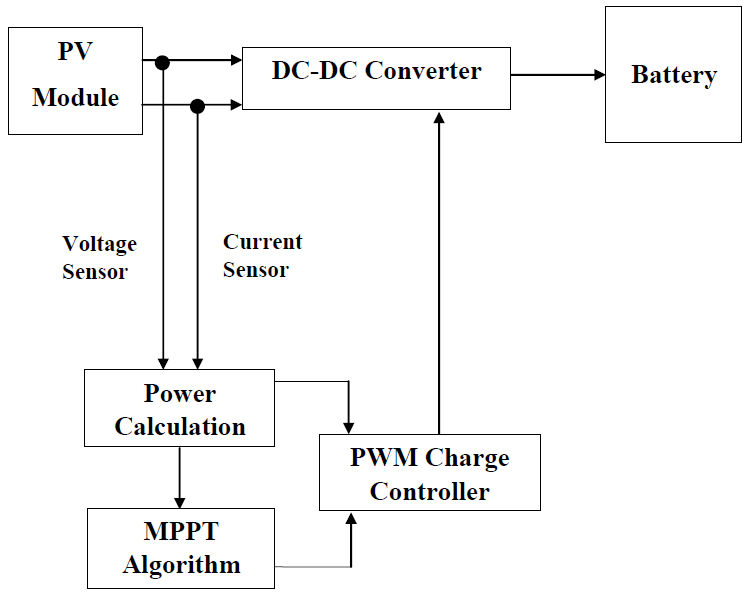 PV
Module
DC-DC Converter
Battery
Voltage
Sensor
Current
Sensor
Power
Calculation
PWM Charge
Controller
MPPT
Algorithm